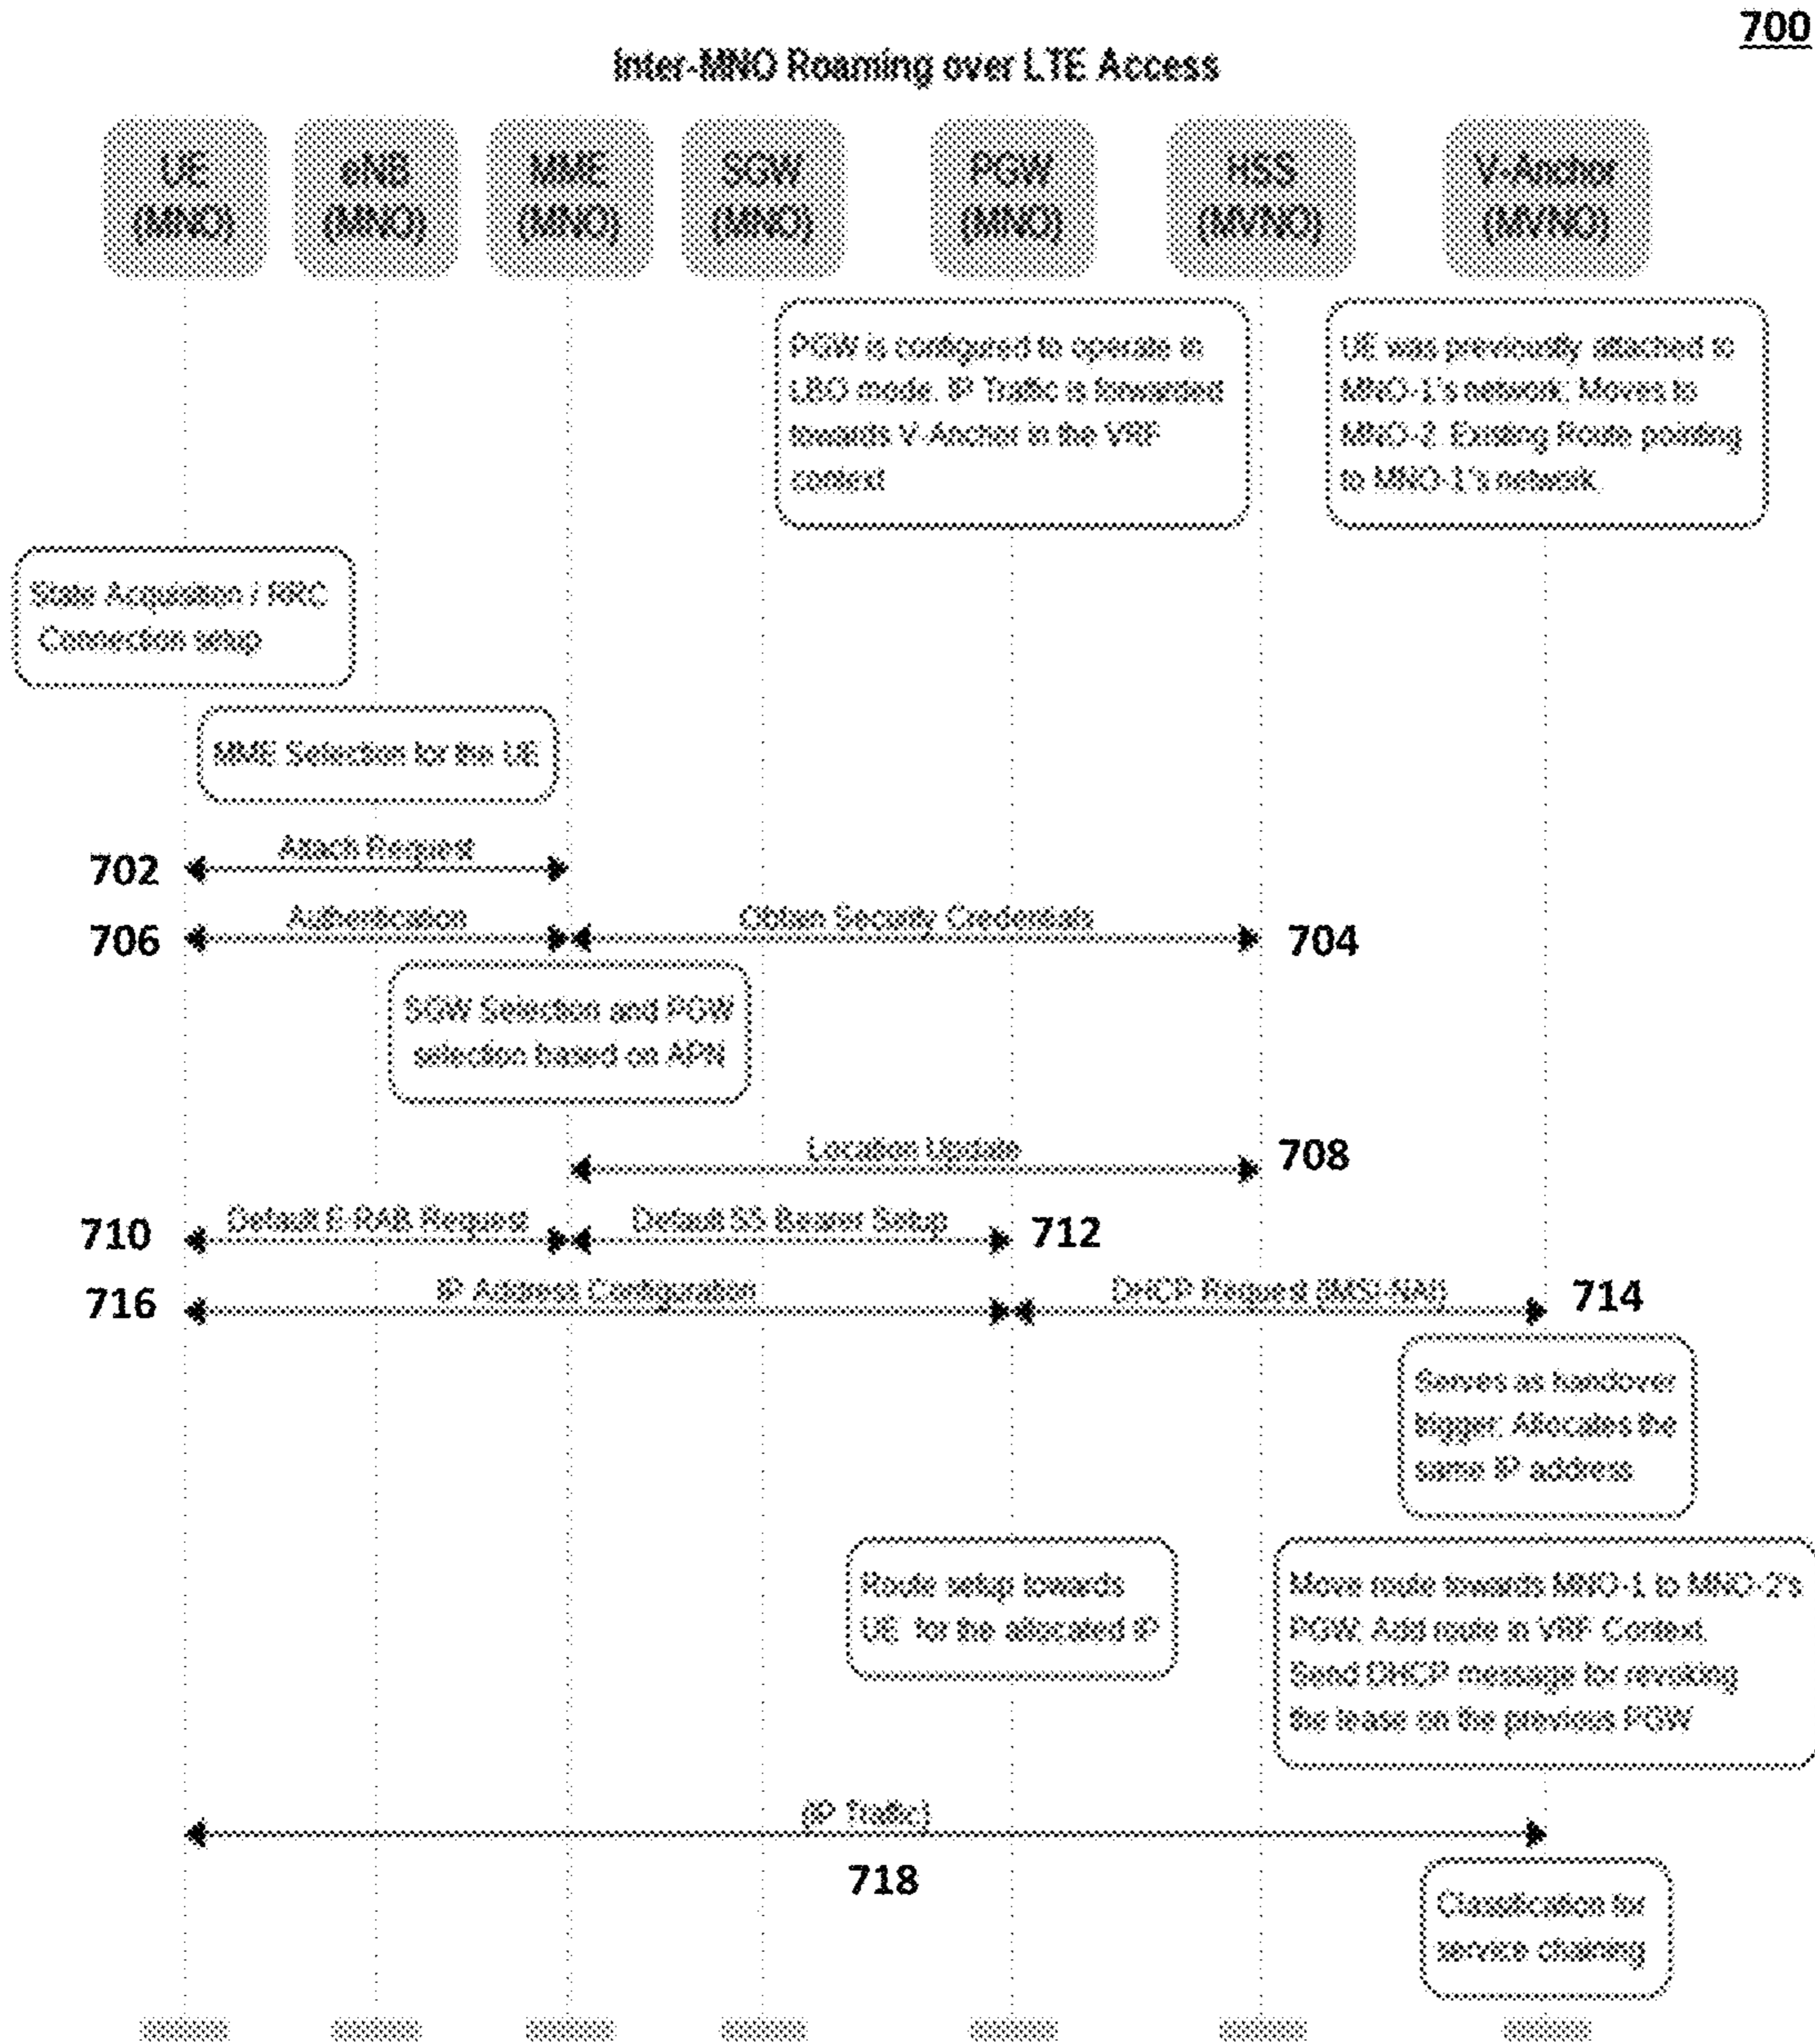 700
Inter-MNO Roaming over LTE Access
UE
(MNO)
eNB
(MNO)
MME
(MNO)
SGW
(MNO)
PGW
(MNO)
HSS
(MVNO)
V-Anchor
(MVNO)
PGW is configured to operate in
LBO mode. IP Traffic is forwarded
towards V-Anchor in the VRF
context
UE was previously attached to
MNO-1's network; Moves to
MNO-2. Existing Route pointing
to MNO-1's network.
State Acquisition / RRC
Connection setup
MME Selection for the UE
Attach Request
702
Authentication
Obtain Security Credentials
706
704
SGW Selection and PGW
selection based on APN
Location Update
708
Default E-RAB Request
Default S5 Bearer Setup
710
712
IP Address Configuration
DHCP Request (IMSI-NAI)
716
714
Serves as handover
trigger; Allocates the
same IP address
Route setup towards
UE for the allocated IP
Move route towards MNO-1 to MNO-2's
PGW. Add route in VRF Context.
Send DHCP message for revoking
the lease on the previous PGW
(IP Traffic)
718
Classification for
service chaining